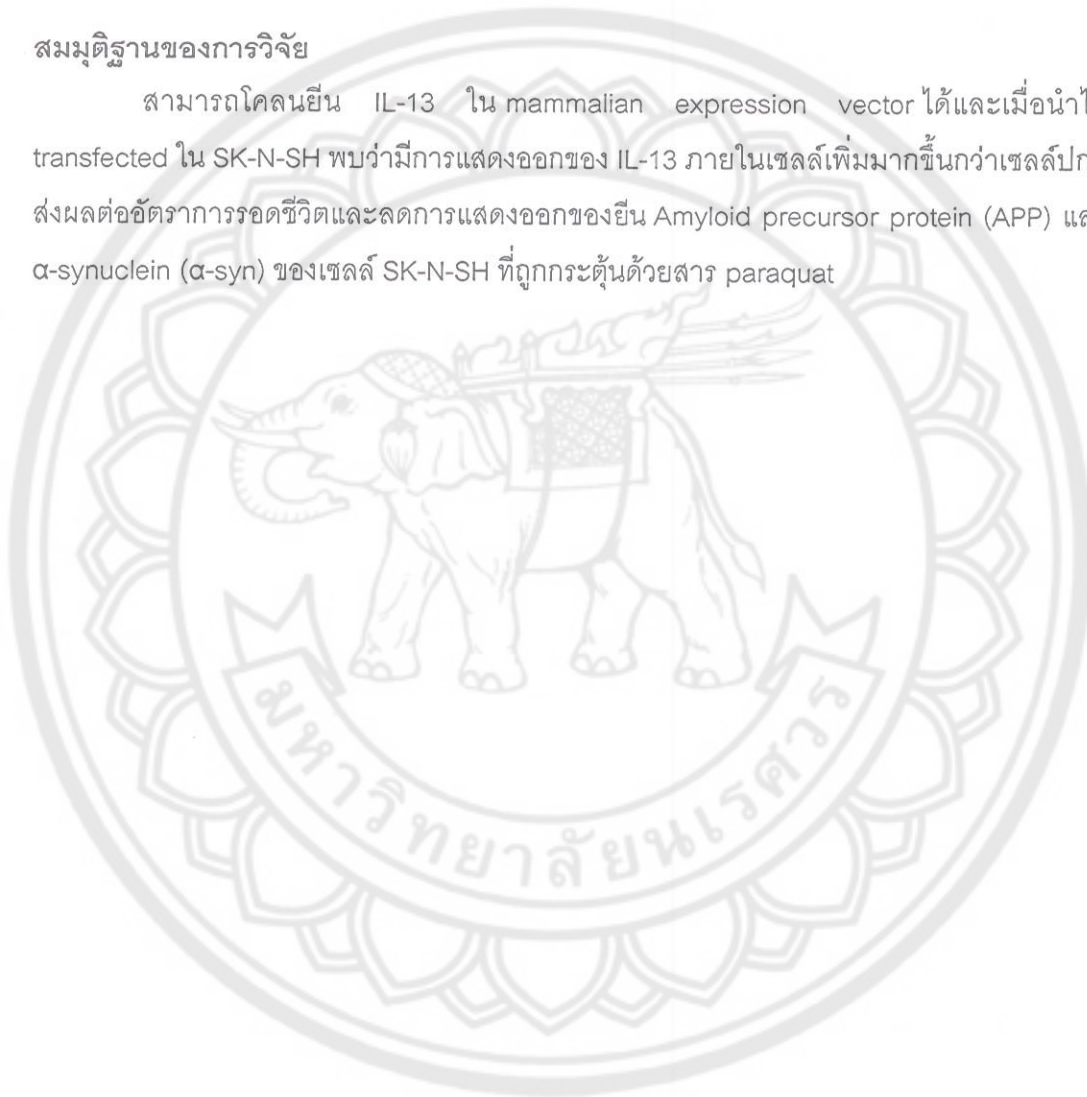 สมมุติฐานของการวิจัย
สามารถโคลนยีน IL-13 ใน mammalian expression vector ได้และเมื่อนำไ
transfected ใน SK-N-SH พบว่ามีการแสดงออกของ IL-13 ภายในเซลล์เพิ่มมากขึ้นกว่าเซลล์ปก
ส่งผลต่ออัตราการรอดชีวิตและลดการแสดงออกของยีน Amyloid precursor protein (APP) แล
α-synuclein (α-syn) ของเซลล์ SK-N-SH ที่ถูกกระตุ้นด้วยสาร paraquat
มหาวิทยาลัยนเรศวร